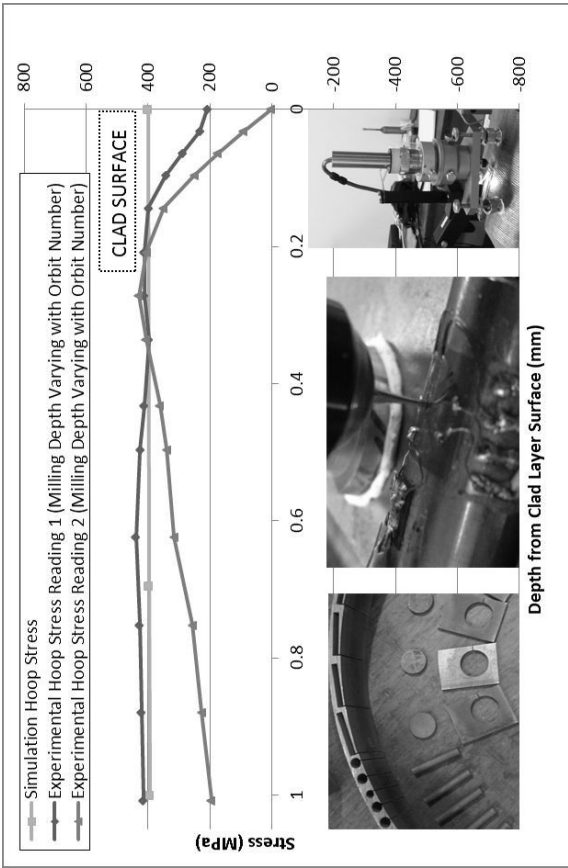 Simulation Hoop Stress
Experimental Hoop Stress Reading 1 (Milling Depth Varying with Orbit Number)
Experimental Hoop Stress Reading 2 (Milling Depth Varying with Orbit Number)
CLAD SURFACE
800
600
400
200
0
-200
-400
-600
-800
1
0.8
0.6
0.4
0.2
0
Stress (MPa)
Depth from Clad Layer Surface (mm)